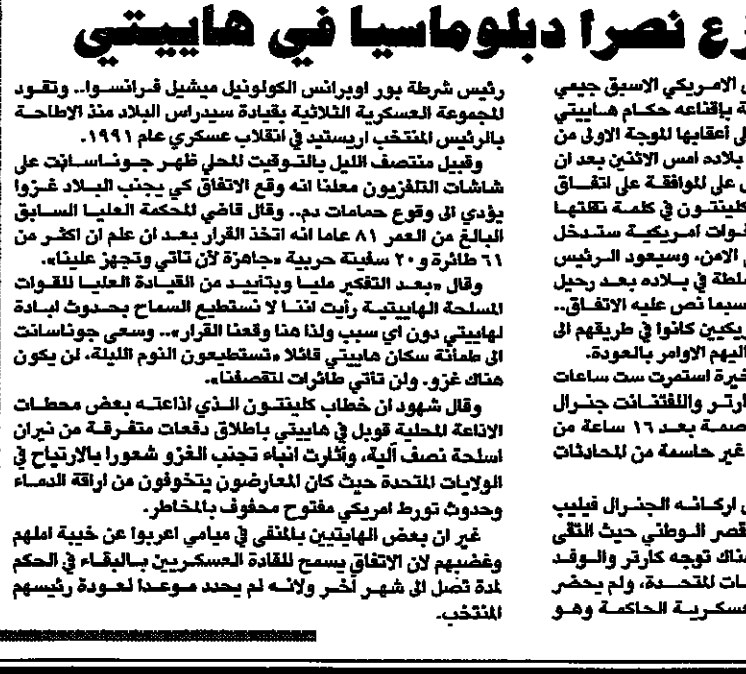 زع نصرا دبلوماسيا في هاييتي
الامريكي الاسبق جيمي
ة بإقناعه حكام هاييتي
لى أعقابها للموجة الاولى من
بلاده امس الاثنين بعد ان
على الموافقة على اتفاق
كلينتون في كلمة نقلتها
قوات امريكية ستدخل
الامن، وسيعود الرئيس
سلطة في بلاده بعد رحيل
حسبما نص عليه الاتفاق..
ريكيين كانوا في طريقهم الى
اليهم الاوامر بالعودة.
خيرة استمرت ست ساعات
ارتر واللفتنانت جنرال
صمة بعد ١٦ ساعة من
غير حاسمة من المحادثات
اركانه الجنرال فيليب
قصر الوطني حيث التقى
هناك توجه كارتر والوفد
ات المتحدة، ولم يحضر
عسكرية الحاكمة وهو
رئيس شرطة بور اوبرانس الكولونيل ميشيل فرانسوا.. وتقود
المجموعة العسكرية الثلاثية بقيادة سيدراس البلاد منذ الاطاحة
بالرئيس المنتخب اريستيد في انقلاب عسكري عام ١٩٩١.
وقبيل منتصف الليل بالتوقيت المحلي ظهر جوناسانت على
شاشات التلفزيون معلنا انه وقع الاتفاق كي يجنب البلاد غزوا
يؤدي الى وقوع حمامات دم.. وقال قاضي المحكمة العليا السابق
البالغ من العمر ٨١ عاما انه اتخذ القرار بعد ان علم ان اكثر من
٦١ طائرة و٢٠ سفينة حربية «جاهزة لأن تاتي وتجهز علينا».
وقال «بعد التفكير مليا وبتأييد من القيادة العليا للقوات
المسلحة الهاييتية رأيت اننا لا نستطيع السماح بحدوث ابادة
لهاييتي دون اي سبب ولذا هنا وقعنا القرار».. وسعى جوناسانت
الى طمأنة سكان هاييتي قائلا «تستطيعون النوم الليلة، لن يكون
هناك غزو. ولن تاتي طائرات لتقصفنا».
وقال شهود ان خطاب كلينتون الذي اذاعته بعض محطات
الاذاعة المحلية قوبل في هاييتي باطلاق دفعات متفرقة من نيران
اسلحة نصف آلية، وأثارت انباء تجنب الغزو شعورا بالارتياح في
الولايات المتحدة حيث كان المعارضون يتخوفون من اراقة الدماء
وحدوث تورط امريكي مفتوح محفوف بالمخاطر.
غير ان بعض الهايتيين بالمنفى في ميامي اعربوا عن خيبة املهم
وغضبهم لان الاتفاق يسمح للقادة العسكريين بالبقاء في الحكم
لمدة تصل الى شهر آخر ولانه لم يحدد موعدا لعودة رئيسهم
المنتخب.